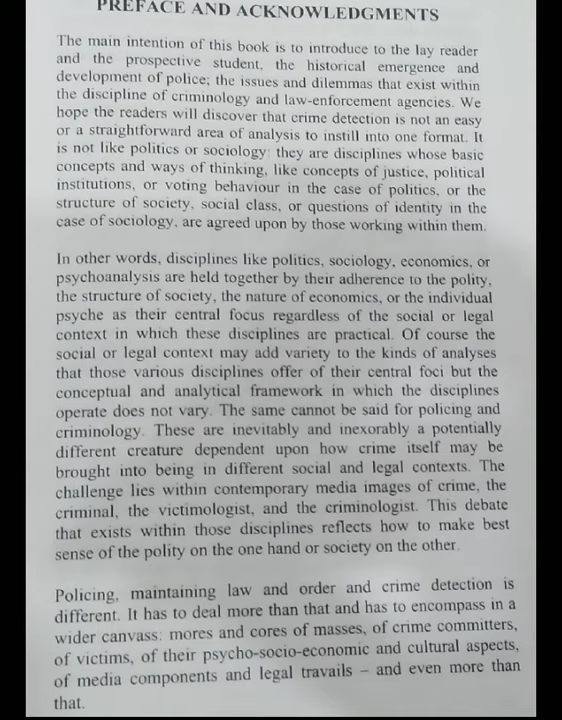 PREFACE AND ACKNOWLEDGMENTS
The main intention of this book is to introduce to the lay reader
and the prospective student, the historical emergence and
development of police; the issues and dilemmas that exist within
the discipline of criminology and law-enforcement agencies. We
hope the readers will discover that crime detection is not an easy
or a straightforward area of analysis to instill into one format. It
is not like politics or sociology: they are disciplines whose basic
concepts and ways of thinking, like concepts of justice, political
institutions, or voting behaviour in the case of politics, or the
structure of society, social class, or questions of identity in the
case of sociology, are agreed upon by those working within them.
In other words, disciplines like politics, sociology, economics, or
psychoanalysis are held together by their adherence to the polity,
the structure of society, the nature of economics, or the individual
psyche as their central focus regardless of the social or legal
context in which these disciplines are practical. Of course the
social or legal context may add variety to the kinds of analyses
that those various disciplines offer of their central foci but the
conceptual and analytical framework in which the disciplines
operate does not vary. The same cannot be said for policing and
criminology. These are inevitably and inexorably a potentially
different creature dependent upon how crime itself may be
brought into being in different social and legal contexts. The
challenge lies within contemporary media images of crime, the
criminal, the victimologist, and the criminologist. This debate
that exists within those disciplines reflects how to make best
sense of the polity on the one hand or society on the other.
Policing, maintaining law and order and crime detection is
different. It has to deal more than that and has to encompass in a
wider canvass: mores and cores of masses, of crime committers,
of victims, of their psycho-socio-economic and cultural aspects,
of media components and legal travails – and even more than
that.